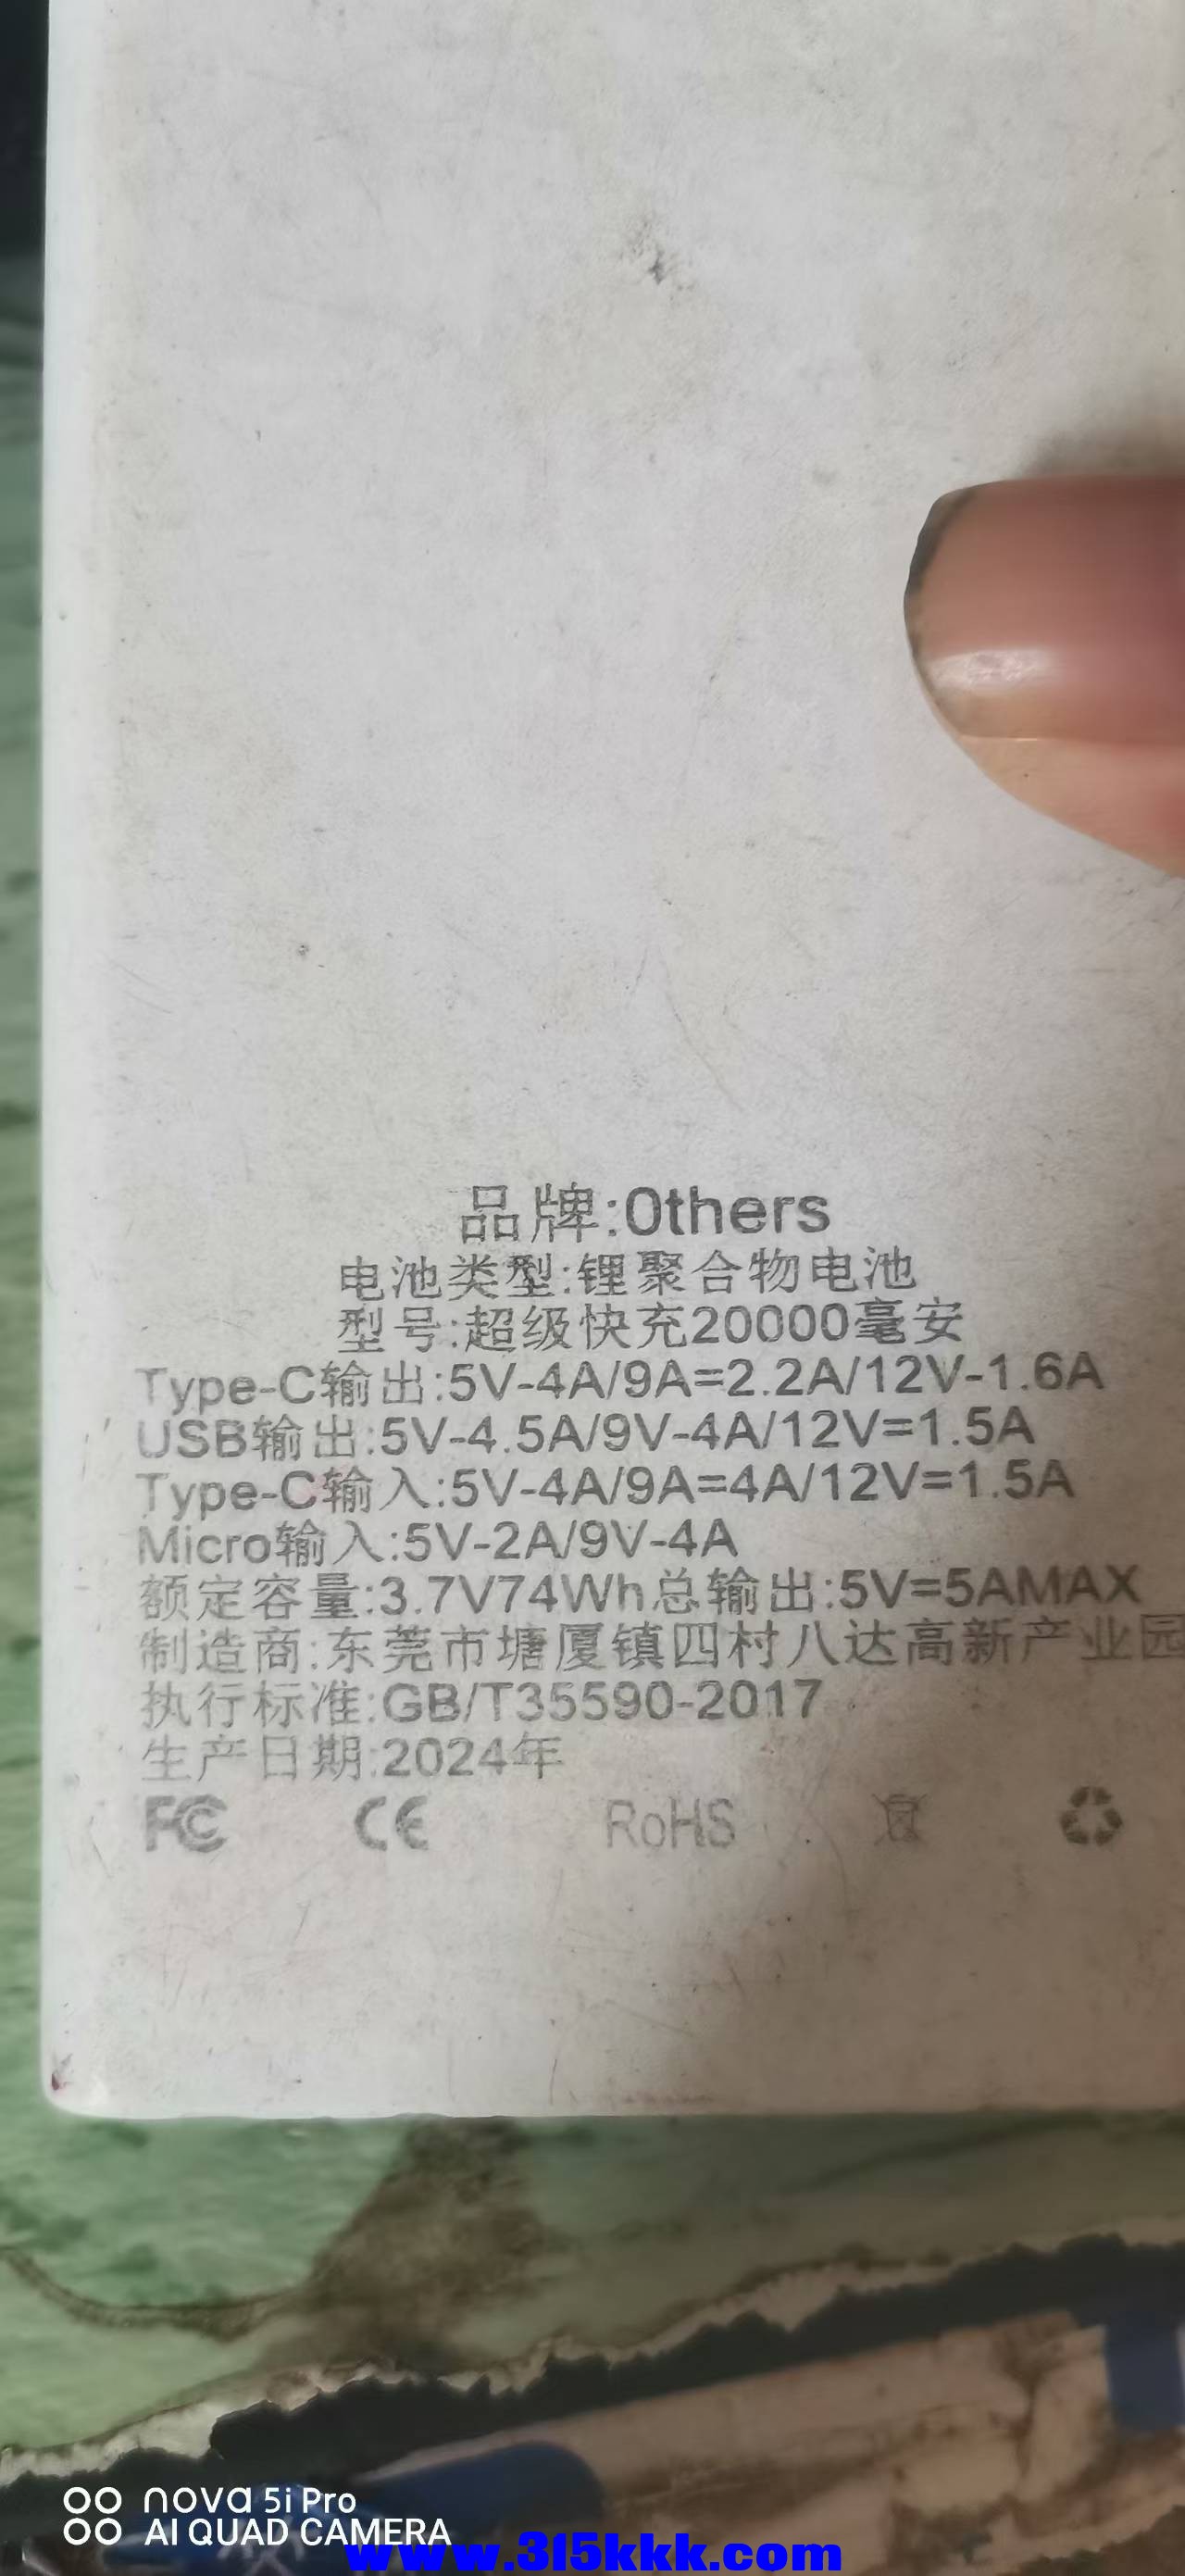 品牌:Others
电池类型:锂聚合物电池
型号:超级快充20000毫安
Type-C输出:5V-4A/9A=2.2A/12V-1.6A
USB输出:5V-4.5A/9V-4A/12V=1.5A
Type-C输入:5V-4A/9A=4A/12V=1.5A
Micro输入:5V-2A/9V-4A
额定容量:3.7V74Wh总输出:5V=5AMAX
制造商:东莞市塘厦镇四村八达高新产业园
执行标准:GB/T35590-2017
生产日期:2024年
FC CE RoHS
nova 5i Pro
AI QUAD CAMERA
www.315kkk.com